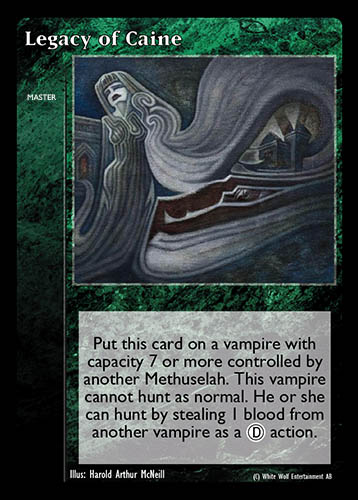 Legacy of Caine
MASTER
Put this card on a vampire with
capacity 7 or more controlled by
another Methuselah. This vampire
cannot hunt as normal. He or she
can hunt by stealing 1 blood from
another vampire as a Ⓓ action.
Illus: Harold Arthur McNeill
(C) White Wolf Entertainment AB